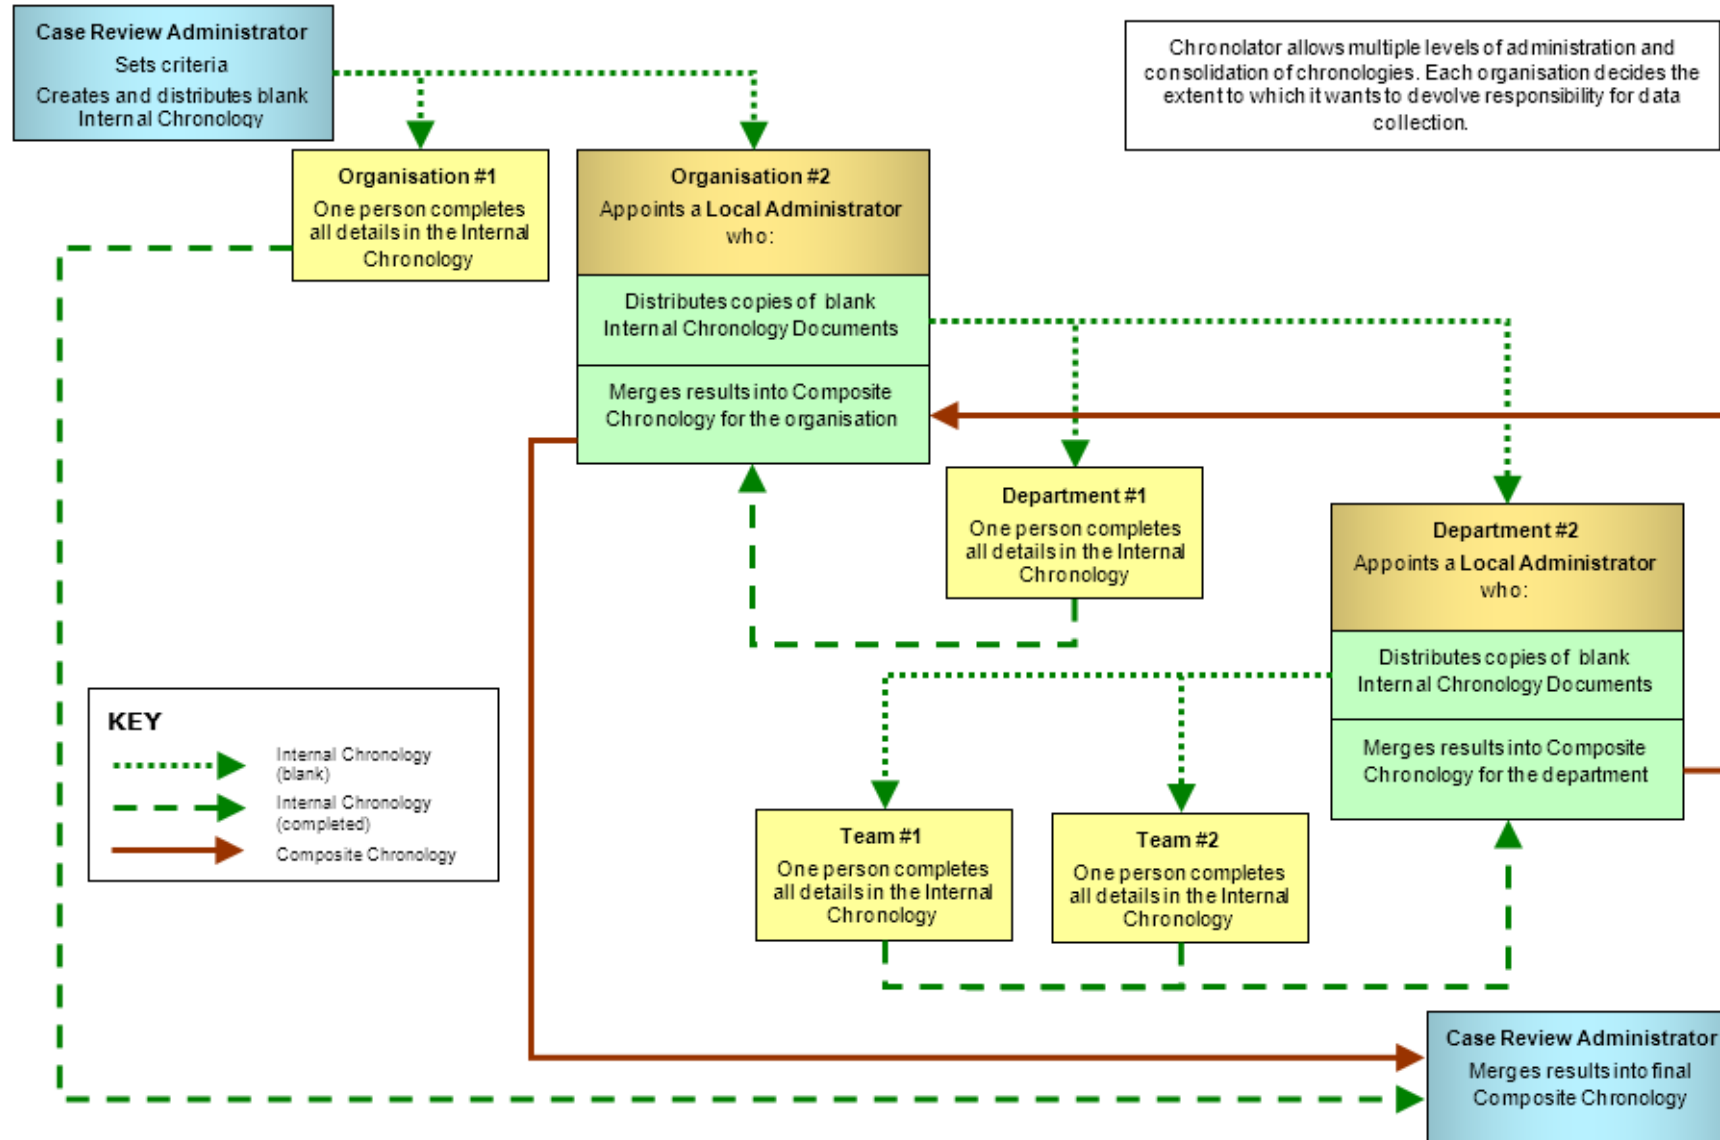 Case Review Administrator
Sets criteria
Creates and distributes blank
Internal Chronology
Chronolator allows multiple levels of administration and
consolidation of chronologies. Each organisation decides the
extent to which it wants to devolve responsibility for data
collection.
Organisation #1
One person completes
all details in the Internal
Chronology
Organisation #2
Appoints a Local Administrator
who:
Distributes copies of blank
Internal Chronology Documents
Merges results into Composite
Chronology for the organisation
Department #1
One person completes
all details in the Internal
Chronology
Department #2
Appoints a Local Administrator
who:
Distributes copies of blank
Internal Chronology Documents
Merges results into Composite
Chronology for the department
KEY
Internal Chronology
(blank)
Internal Chronology
(completed)
Composite Chronology
Team #1
One person completes
all details in the Internal
Chronology
Team #2
One person completes
all details in the Internal
Chronology
Case Review Administrator
Merges results into final
Composite Chronology